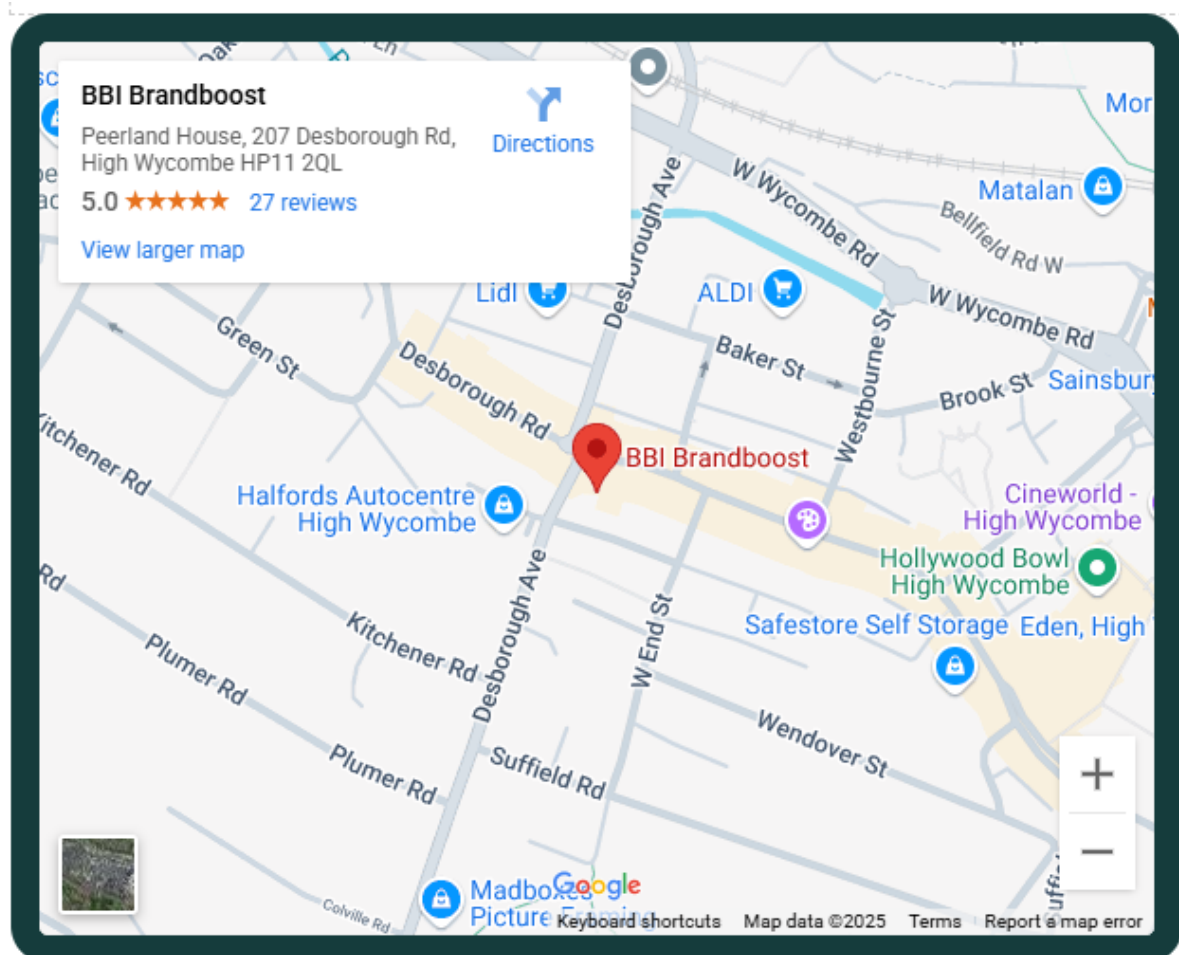 BBI Brandboost
Peerland House, 207 Desborough Rd,
High Wycombe HP11 2QL
5.0
27 reviews
View larger map
Directions
Mor
Matalan
W Wycombe Rd
Bellfield Rd W
Desborough Ave
Lidl
ALDI
W Wycombe Rd
Green St
Desborough Rd
Baker St
Westbourne St
Brook St
Sainsbury
Kitchener Rd
BBI Brandboost
Halfords Autocentre
High Wycombe
Cineworld -
High Wycombe
Hollywood Bowl
High Wycombe
Rd
Desborough Ave
W End St
Safestore Self Storage
Eden, High
Kitchener Rd
Plumer Rd
Wendover St
Plumer Rd
Suffield Rd
Colville Rd
Madboxes
Picture Framing
Google
Keyboard shortcuts
Map data ©2025
Terms
Report a map error